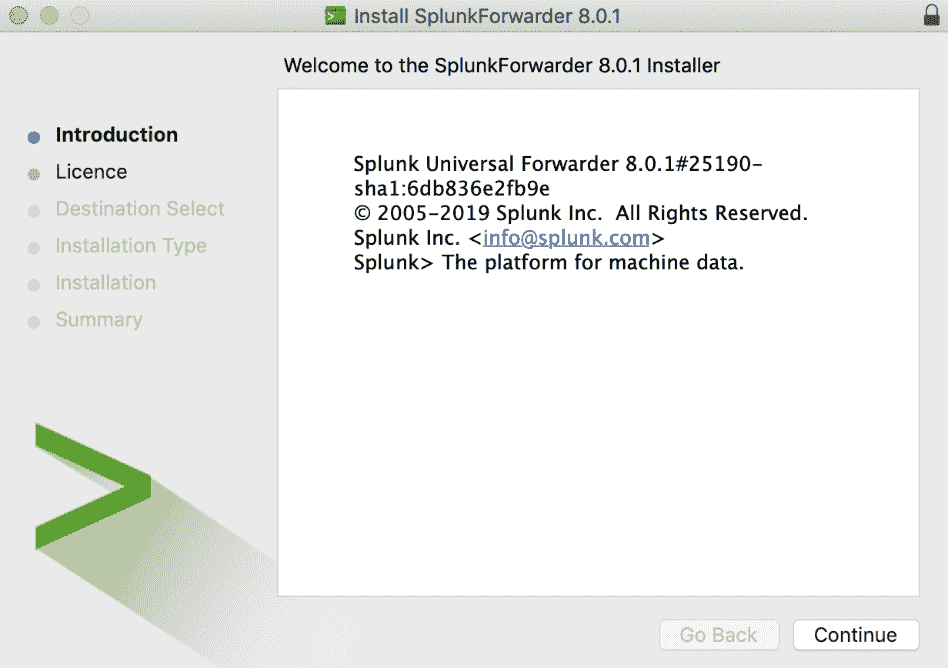 Install SplunkForwarder 8.0.1
Welcome to the SplunkForwarder 8.0.1 Installer
Introduction
Licence
Destination Select
Installation Type
Installation
Summary
Splunk Universal Forwarder 8.0.1#25190-
sha1:6db836e2fb9e
© 2005-2019 Splunk Inc.  All Rights Reserved.
Splunk Inc. <info@splunk.com>
Splunk> The platform for machine data.
Go Back
Continue